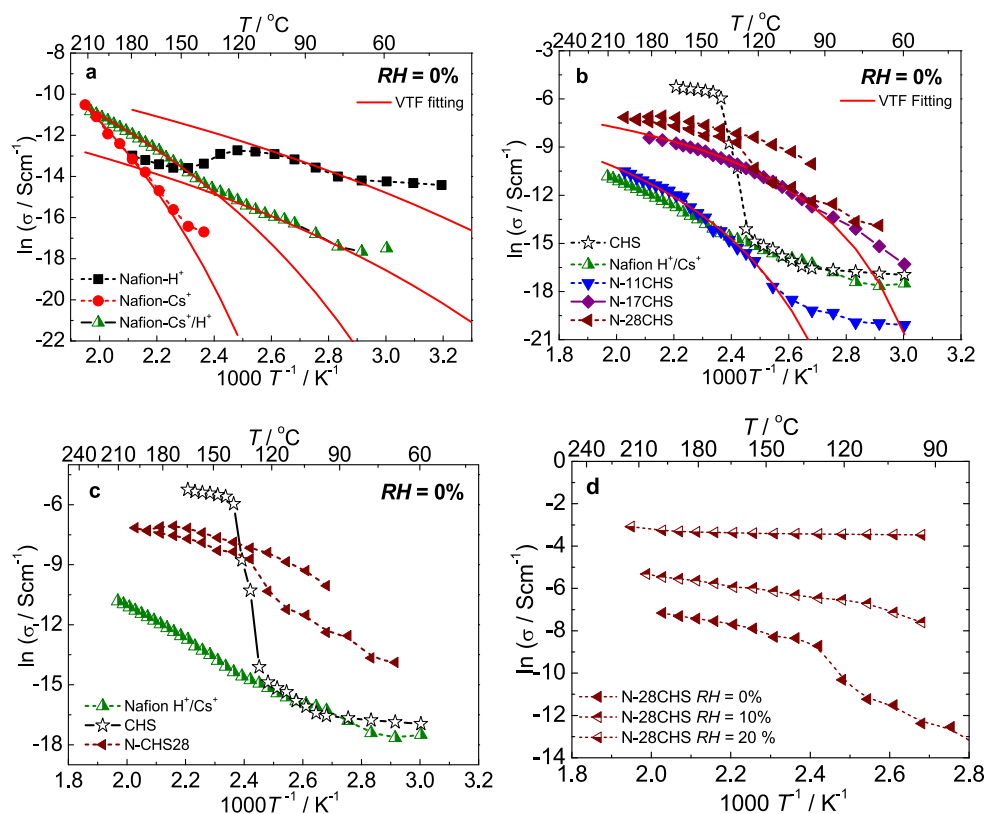 T / °C
210 180 150 120 90 60
a
RH = 0%
VTF fitting
ln (σ / Scm⁻¹)
-8
-10
-12
-14
-16
-18
-20
-22
Nafion-H⁺
Nafion-Cs⁺
Nafion-Cs⁺/H⁺
2.0 2.2 2.4 2.6 2.8 3.0 3.2
1000 T⁻¹ / K⁻¹
T / °C
240 210 180 150 120 90 60
b
RH = 0%
VTF Fitting
ln (σ / Scm⁻¹)
-3
-6
-9
-12
-15
-18
-21
CHS
Nafion H⁺/Cs⁺
N-11CHS
N-17CHS
N-28CHS
1.8 2.0 2.2 2.4 2.6 2.8 3.0 3.2
1000T⁻¹ / K⁻¹
T / °C
240 210 180 150 120 90 60
c
RH = 0%
ln (σ / Scm⁻¹)
-6
-9
-12
-15
-18
Nafion H⁺/Cs⁺
CHS
N-CHS28
1.8 2.0 2.2 2.4 2.6 2.8 3.0 3.2
1000T⁻¹ / K⁻¹
T / °C
240 210 180 150 120 90
d
ln (σ / Scm⁻¹)
0
-2
-4
-6
-8
-10
-12
-14
N-28CHS RH = 0%
N-28CHS RH = 10%
N-28CHS RH = 20 %
2.0 2.2 2.4 2.6 2.8
1000 T⁻¹ / K⁻¹